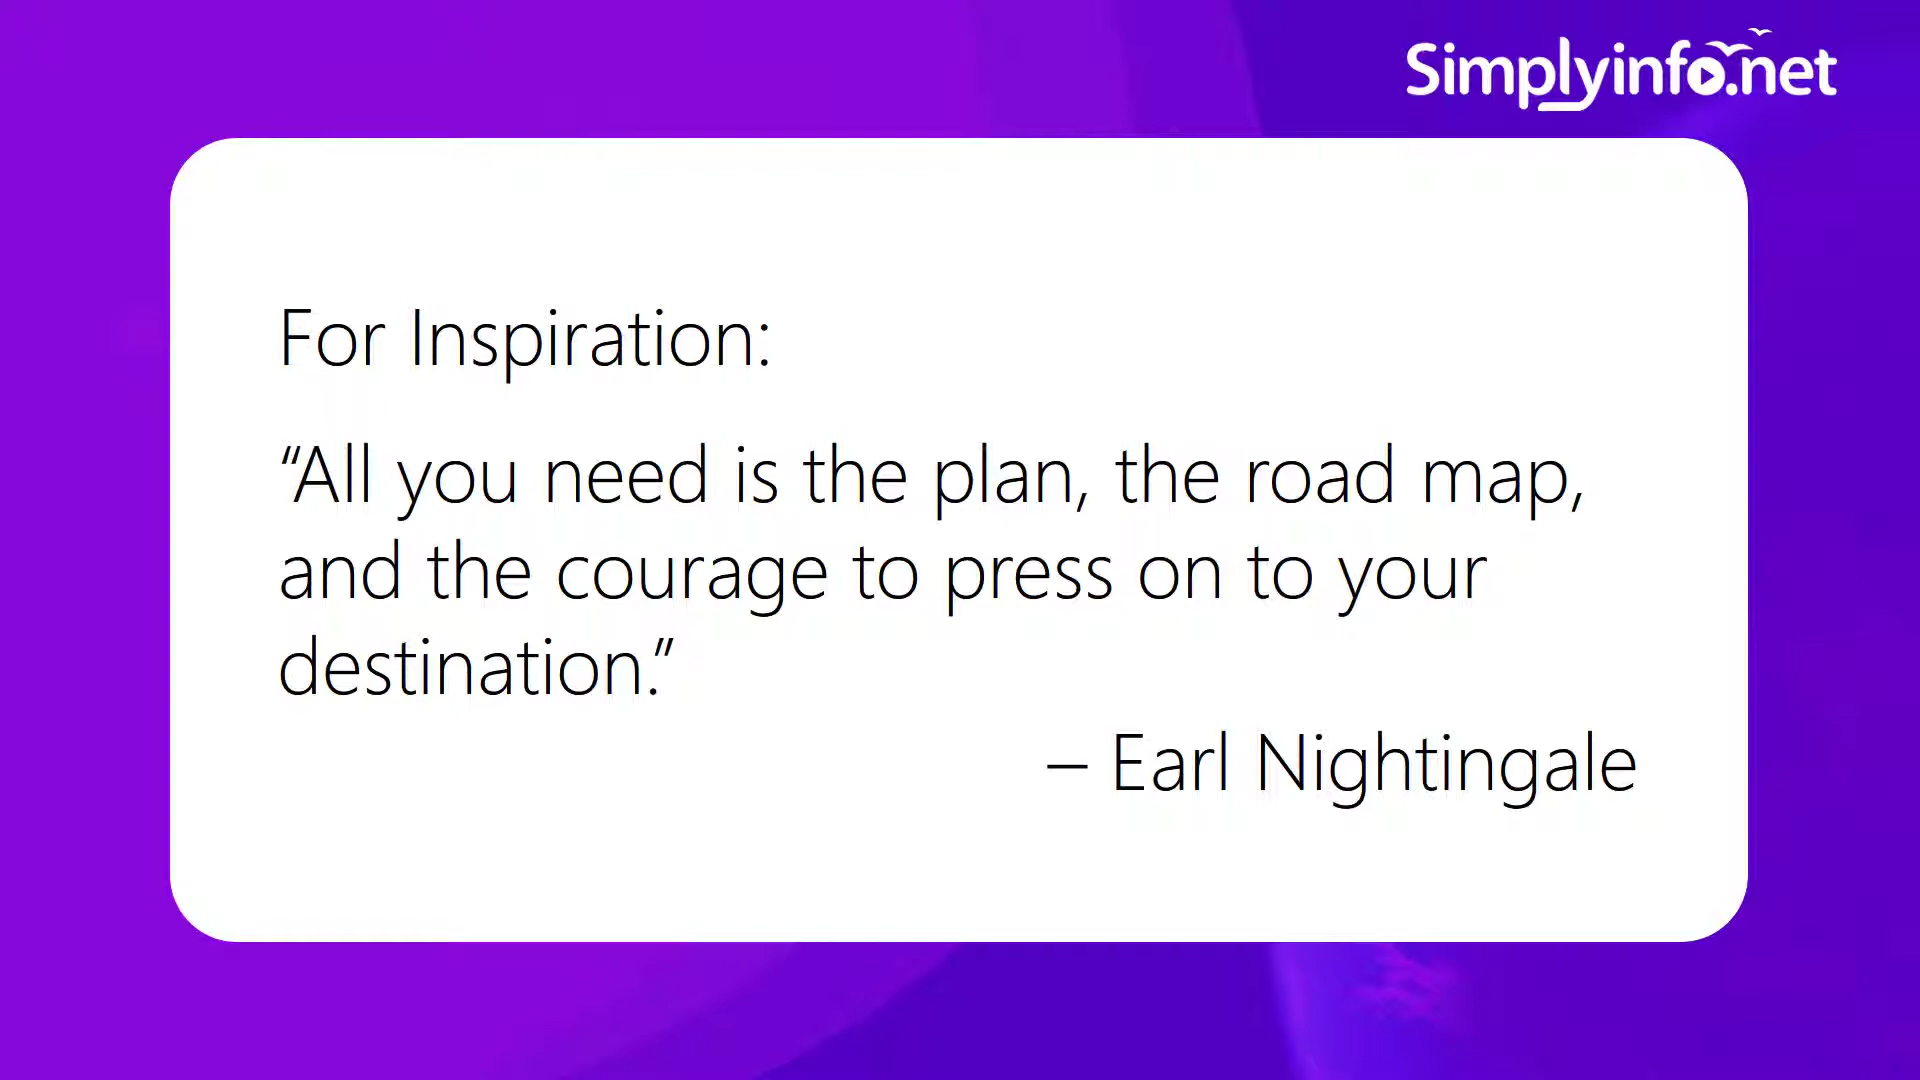 Simplyinfo.net
For Inspiration:
“All you need is the plan, the road map,
and the courage to press on to your
destination.”
– Earl Nightingale